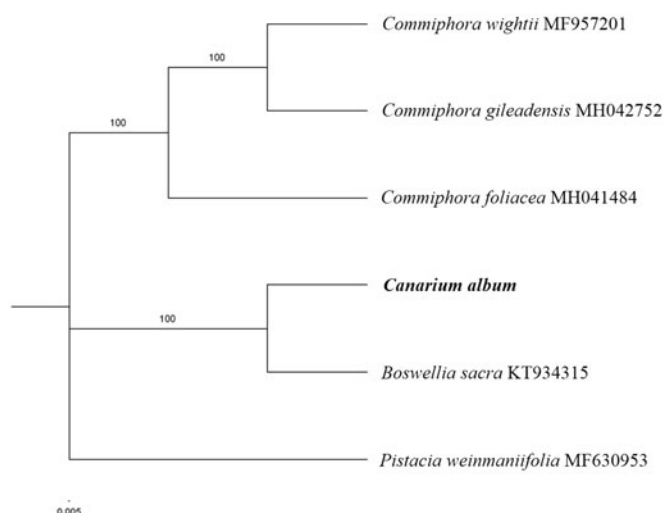 Commiphora wightii MF957201
100
Commiphora gileadensis MH042752
100
Commiphora foliacea MH041484
Canarium album
100
Boswellia sacra KT934315
Pistacia weinmaniifolia MF630953
0.005